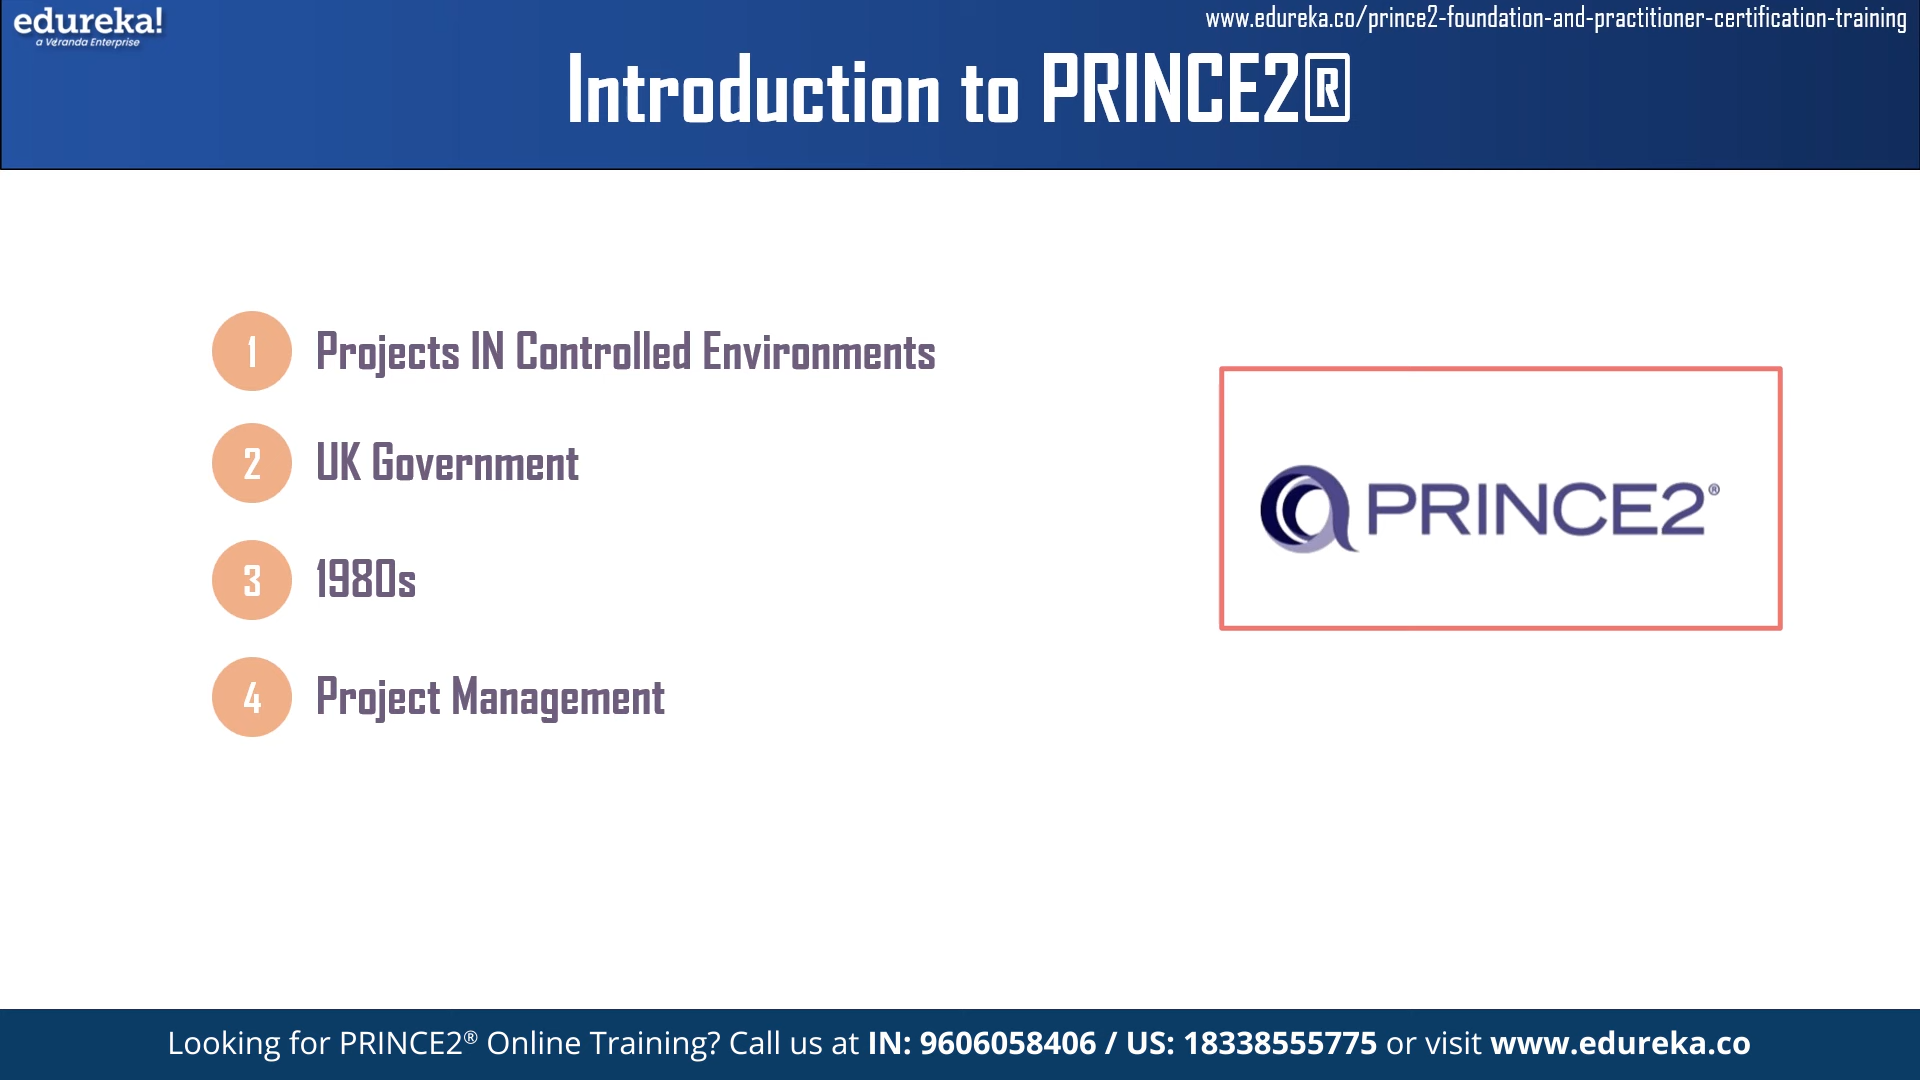 edureka!
a Veranda Enterprise
www.edureka.co/prince2-foundation-and-practitioner-certification-training
Introduction to PRINCE2®
1 Projects IN Controlled Environments
2 UK Government
3 1980s
4 Project Management
PRINCE2®
Looking for PRINCE2® Online Training? Call us at IN: 9606058406 / US: 18338555775 or visit www.edureka.co